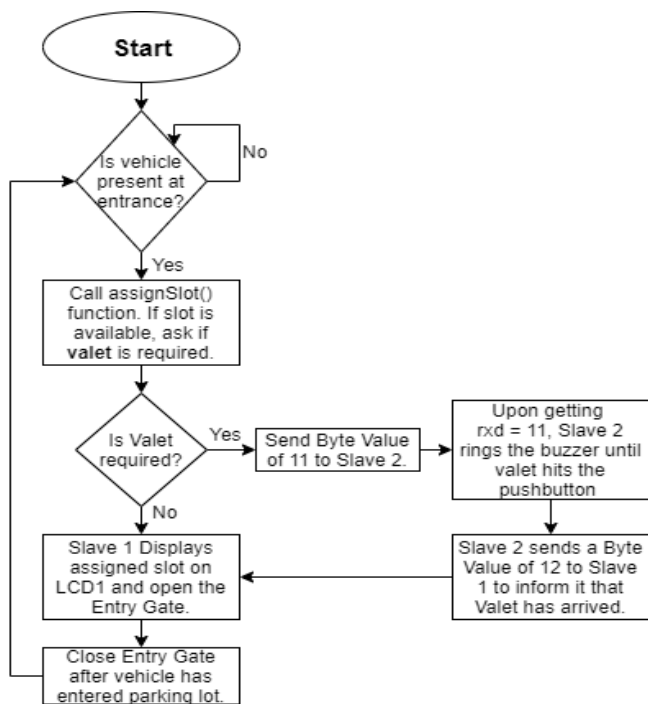 Start
Is vehicle
present at
entrance?
No
Yes
Call assignSlot()
function. If slot is
available, ask if
valet is required.
Is Valet
required?
Yes
Send Byte Value
of 11 to Slave 2.
Upon getting
rxd = 11, Slave 2
rings the buzzer until
valet hits the
pushbutton
No
Slave 1 Displays
assigned slot on
LCD1 and open the
Entry Gate.
Slave 2 sends a Byte
Value of 12 to Slave
1 to inform it that
Valet has arrived.
Close Entry Gate
after vehicle has
entered parking lot.